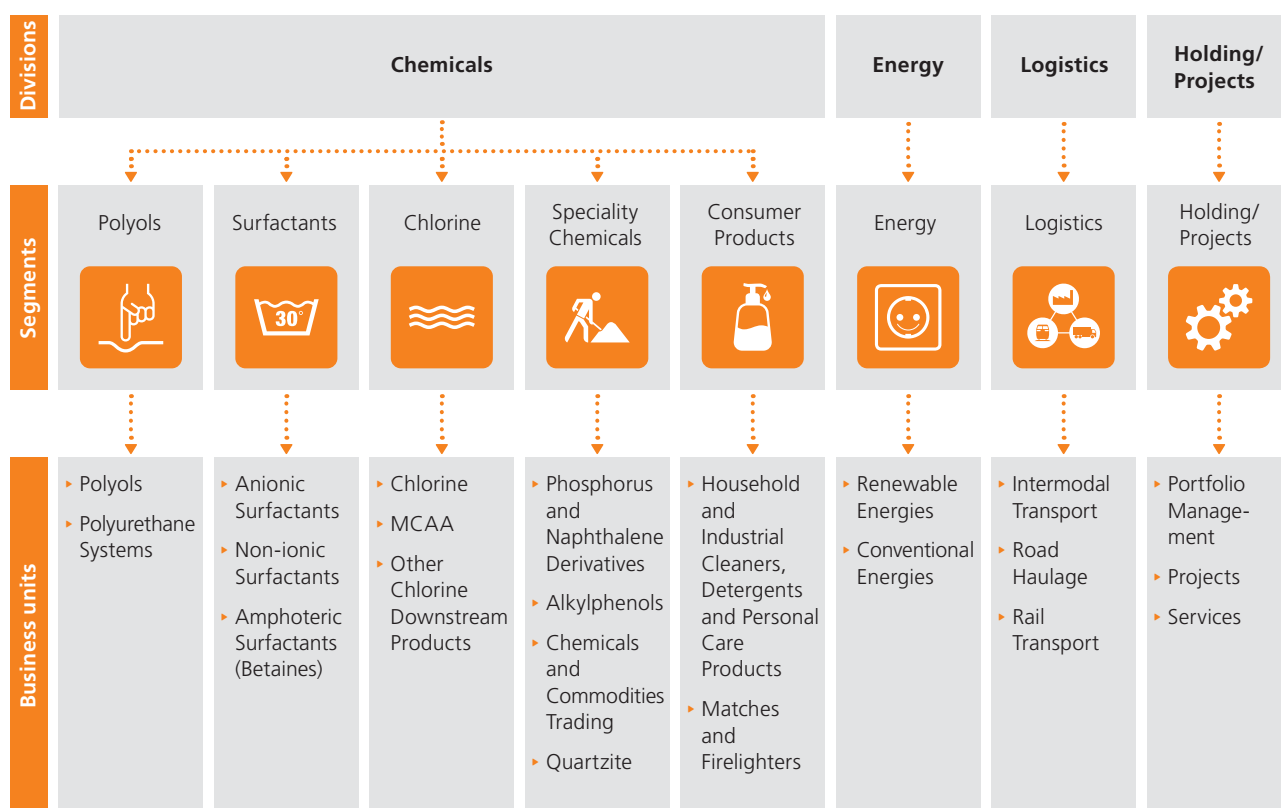 Divisions
Chemicals
Energy
Logistics
Holding/
Projects
Segments
Polyols
Surfactants
30°
Chlorine
Speciality
Chemicals
Consumer
Products
Energy
Logistics
Holding/
Projects
Business units
Polyols
Polyurethane
Systems
Anionic
Surfactants
Non-ionic
Surfactants
Amphoteric
Surfactants
(Betaines)
Chlorine
MCAA
Other
Chlorine
Downstream
Products
Phosphorus
and
Naphthalene
Derivatives
Alkylphenols
Chemicals
and
Commodities
Trading
Quartzite
Household
and
Industrial
Cleaners,
Detergents
and Personal
Care
Products
Matches
and
Firelighters
Renewable
Energies
Conventional
Energies
Intermodal
Transport
Road
Haulage
Rail
Transport
Portfolio
Manage-
ment
Projects
Services